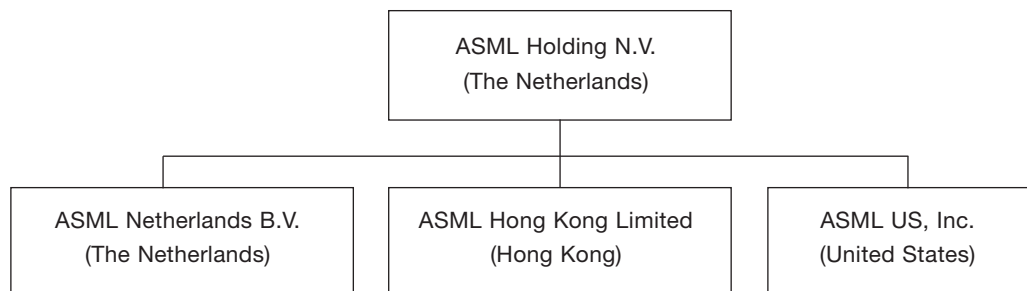 ASML Holding N.V.
(The Netherlands)
ASML Netherlands B.V.
(The Netherlands)
ASML Hong Kong Limited
(Hong Kong)
ASML US, Inc.
(United States)